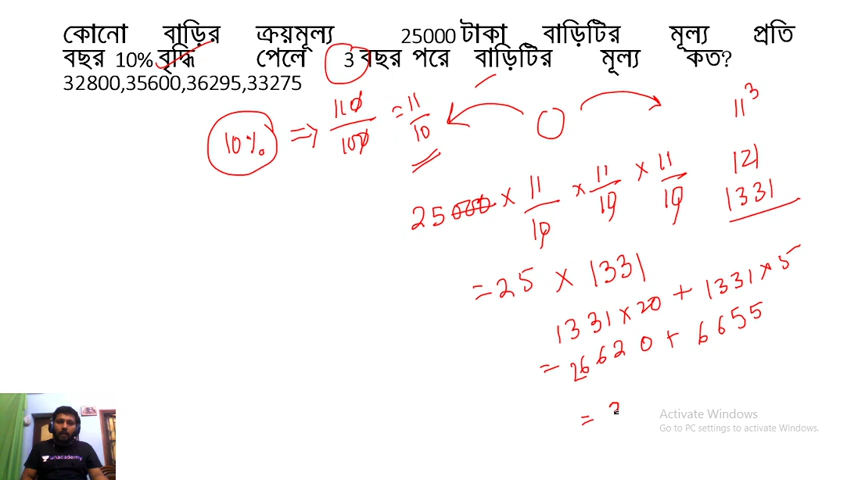 কোনো বাড়ির ক্রয়মূল্য 25000 টাকা বাড়িটির মূল্য প্রতি
বছর 10% বৃদ্ধি পেলে 3 বছর পরে বাড়িটির মূল্য কত?
32800,35600,36295,33275
10% ⇒ 110/100 = 11/10
11³
121
1331
25000 × 11/10 × 11/10 × 11/10
= 25 × 1331
1331 × 20 + 1331 × 5
= 26620 + 6655
= 3
Activate Windows
Go to PC settings to activate Windows.
unacademy